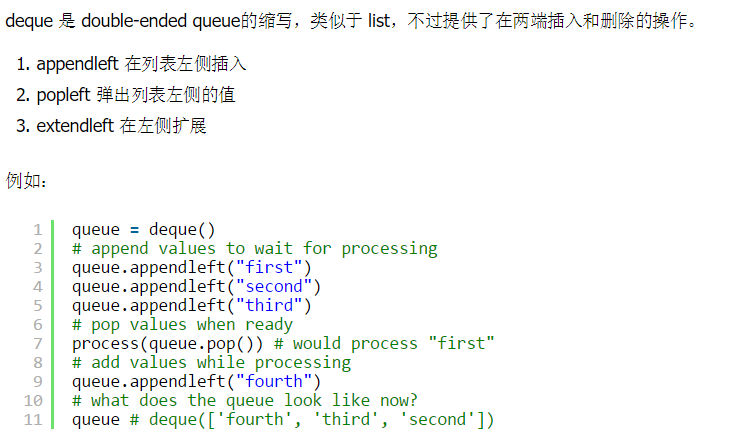 deque 是 double-ended queue的缩写，类似于 list，不过提供了在两端插入和删除的操作。
1. appendleft 在列表左侧插入
2. popleft 弹出列表左侧的值
3. extendleft 在左侧扩展
例如：
1 queue = deque()
2 # append values to wait for processing
3 queue.appendleft("first")
4 queue.appendleft("second")
5 queue.appendleft("third")
6 # pop values when ready
7 process(queue.pop()) # would process "first"
8 # add values while processing
9 queue.appendleft("fourth")
10 # what does the queue look like now?
11 queue # deque(['fourth', 'third', 'second'])